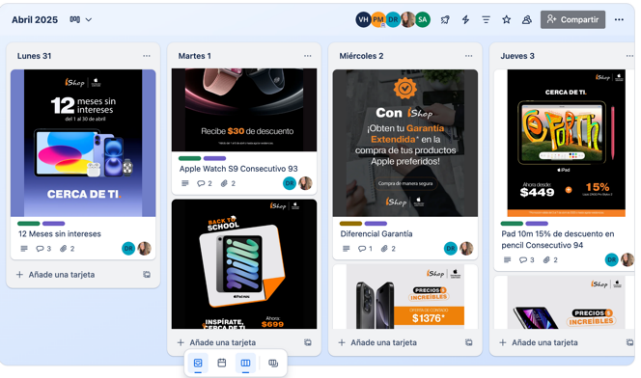 Abril 2025
VH
PM
DR
SA
Compartir
Lunes 31
iShop
12 meses sin
intereses
del 1 al 30 de abril
CERCA DE TI.
12 Meses sin intereses
3
2
DR
Añade una tarjeta
Martes 1
Recibe $30 de descuento
Apple Watch S9 Consecutivo 93
2
2
DR
iShop
BACK TO
SCHOOL
INSPÍRATE,
CERCA DE TI
Ahora:
$699
Añade una tarjeta
Miércoles 2
Con iShop
¡Obten tu Garantía
Extendida* en la
compra de tus productos
Apple preferidos!
Compra de manera segura
iShop
Diferencial Garantía
1
2
DR
iShop
PRECIOS
INCREÍBLES
$1376*
Añade una tarjeta
Jueves 3
iShop
CERCA DE TI.
iPad
Ahora desde
$449
15%
Pad 10m 15% de descuento en
pencil Consecutivo 94
3
2
DR
iShop
PRECIOS
INCREÍBLES
Añade una tarjeta